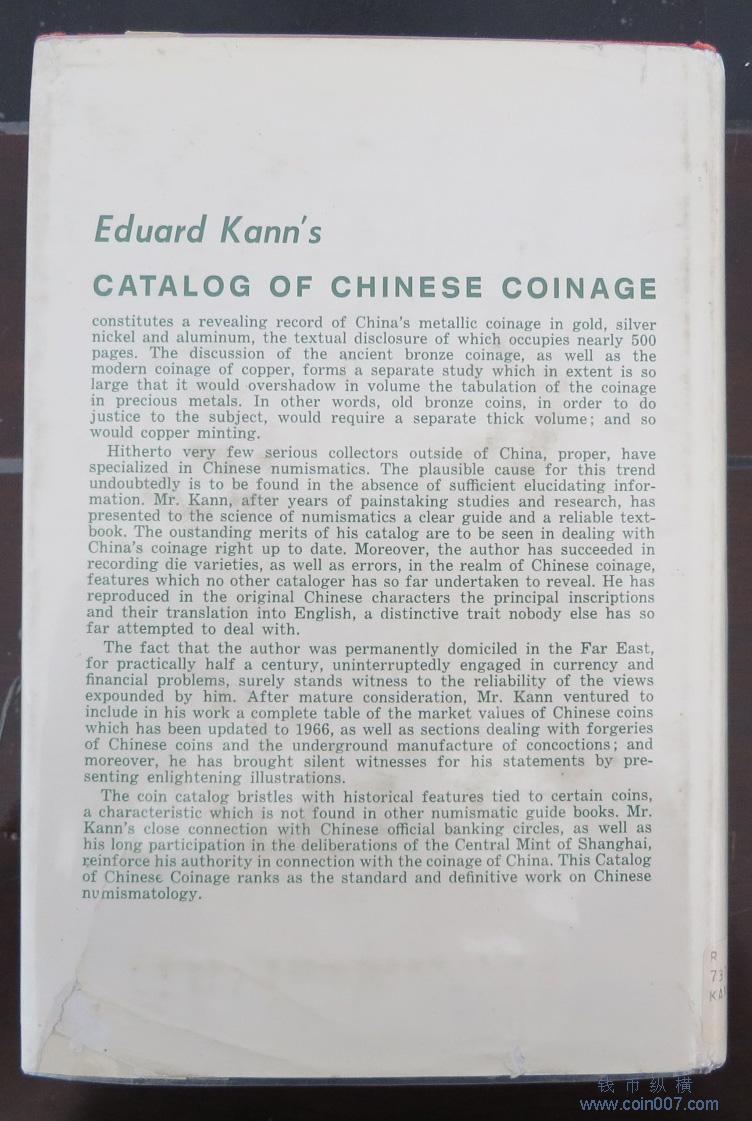 Eduard Kann's
CATALOG OF CHINESE COINAGE
constitutes a revealing record of China's metallic coinage in gold, silver
nickel and aluminum, the textual disclosure of which occupies nearly 500
pages. The discussion of the ancient bronze coinage, as well as the
modern coinage of copper, forms a separate study which in extent is so
large that it would overshadow in volume the tabulation of the coinage
in precious metals. In other words, old bronze coins, in order to do
justice to the subject, would require a separate thick volume; and so
would copper minting.
Hitherto very few serious collectors outside of China, proper, have
specialized in Chinese numismatics. The plausible cause for this trend
undoubtedly is to be found in the absence of sufficient elucidating infor-
mation. Mr. Kann, after years of painstaking studies and research, has
presented to the science of numismatics a clear guide and a reliable text-
book. The oustanding merits of his catalog are to be seen in dealing with
China's coinage right up to date. Moreover, the author has succeeded in
recording die varieties, as well as errors, in the realm of Chinese coinage,
features which no other cataloger has so far undertaken to reveal. He has
reproduced in the original Chinese characters the principal inscriptions
and their translation into English, a distinctive trait nobody else has so
far attempted to deal with.
The fact that the author was permanently domiciled in the Far East,
for practically half a century, uninterruptedly engaged in currency and
financial problems, surely stands witness to the reliability of the views
expounded by him. After mature consideration, Mr. Kann ventured to
include in his work a complete table of the market values of Chinese coins
which has been updated to 1966, as well as sections dealing with forgeries
of Chinese coins and the underground manufacture of concoctions; and
moreover, he has brought silent witnesses for his statements by pre-
senting enlightening illustrations.
The coin catalog bristles with historical features tied to certain coins,
a characteristic which is not found in other numismatic guide books. Mr.
Kann's close connection with Chinese official banking circles, as well as
his long participation in the deliberations of the Central Mint of Shanghai,
reinforce his authority in connection with the coinage of China. This Catalog
of Chinese Coinage ranks as the standard and definitive work on Chinese
numismatology.
R
73
KA
钱币纵横
www.coin007.com